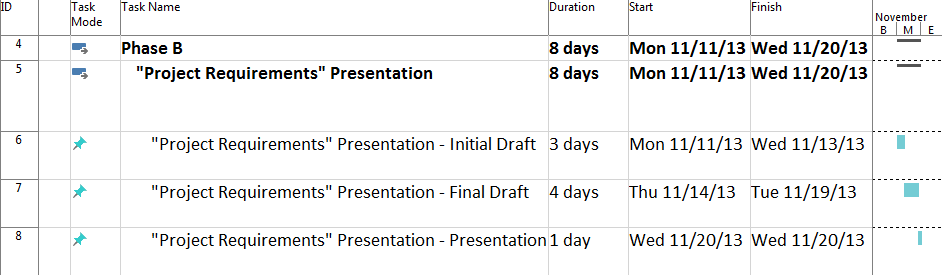 ID Task Mode Task Name Duration Start Finish November
B M E
4 Phase B 8 days Mon 11/11/13 Wed 11/20/13
5 "Project Requirements" Presentation 8 days Mon 11/11/13 Wed 11/20/13
6 "Project Requirements" Presentation - Initial Draft 3 days Mon 11/11/13 Wed 11/13/13
7 "Project Requirements" Presentation - Final Draft 4 days Thu 11/14/13 Tue 11/19/13
8 "Project Requirements" Presentation - Presentation 1 day Wed 11/20/13 Wed 11/20/13